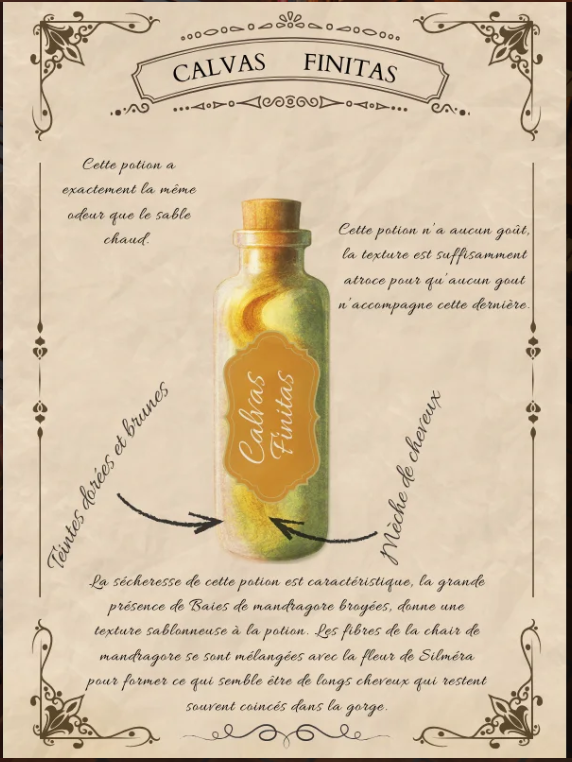 CALVAS FINITAS
Cette potion a
exactement la même
odeur que le sable
chaud.
Cette potion n'a aucun goût,
la texture est suffisamment
atroce pour qu'aucun gout
n'accompagne cette dernière.
Calvas
Finitas
Teintes dorées et brunes
Mèche de cheveux
La sécheresse de cette potion est caractéristique, la grande
présence de Baies de mandragore broyées, donne une
texture sablonneuse à la potion. Les fibres de la chair de
mandragore se sont mélangées avec la fleur de Silméra
pour former ce qui semble être de longs cheveux qui restent
souvent coincés dans la gorge.